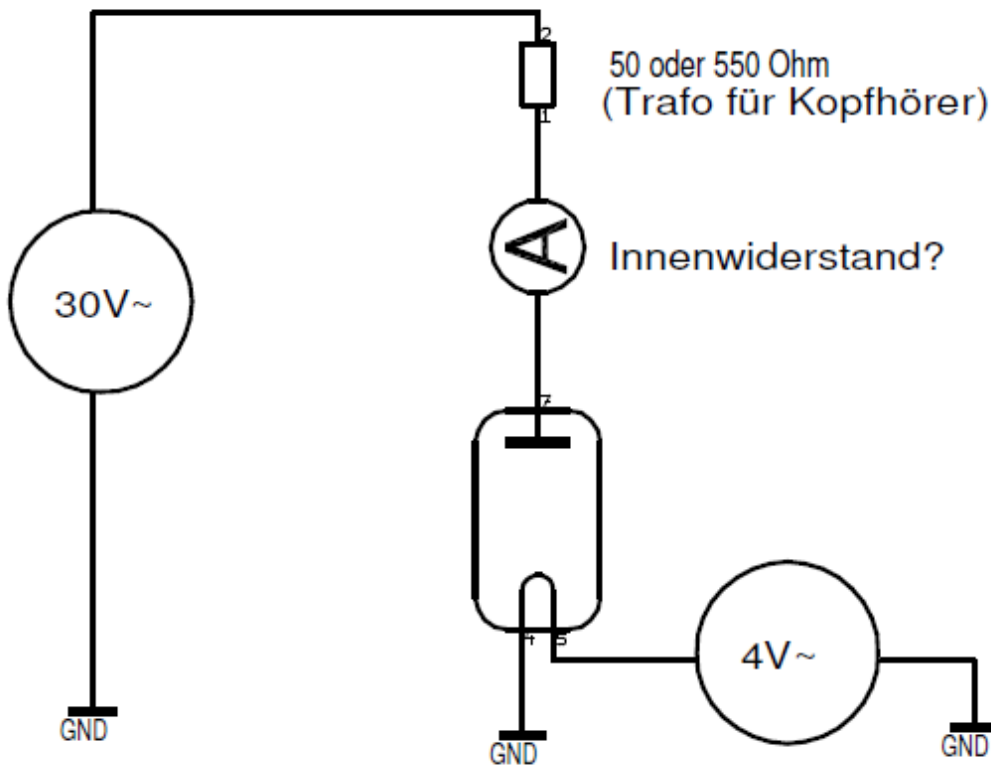 2
50 oder 550 Ohm
(Trafo für Kopfhörer)
1
A
Innenwiderstand?
30V~
7
4 5
4V~
GND
GND
GND